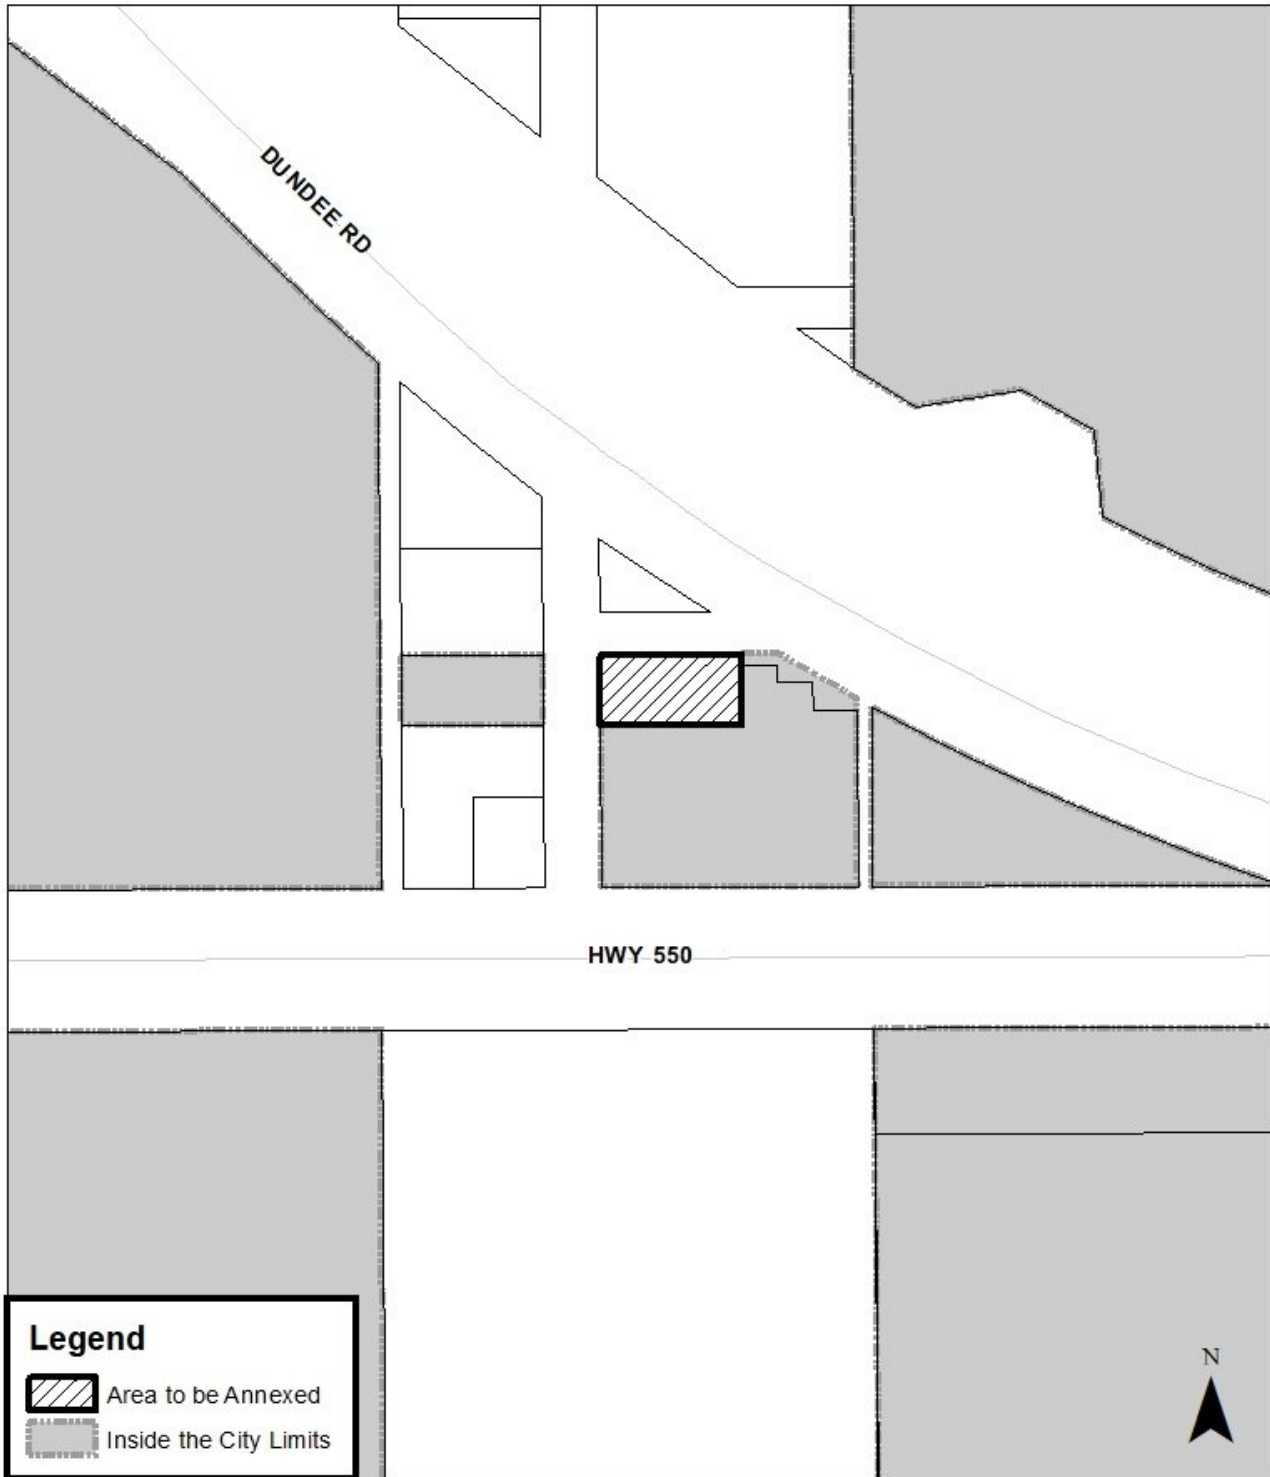 DUNDEE RD
HWY 550
Legend
Area to be Annexed
Inside the City Limits
N